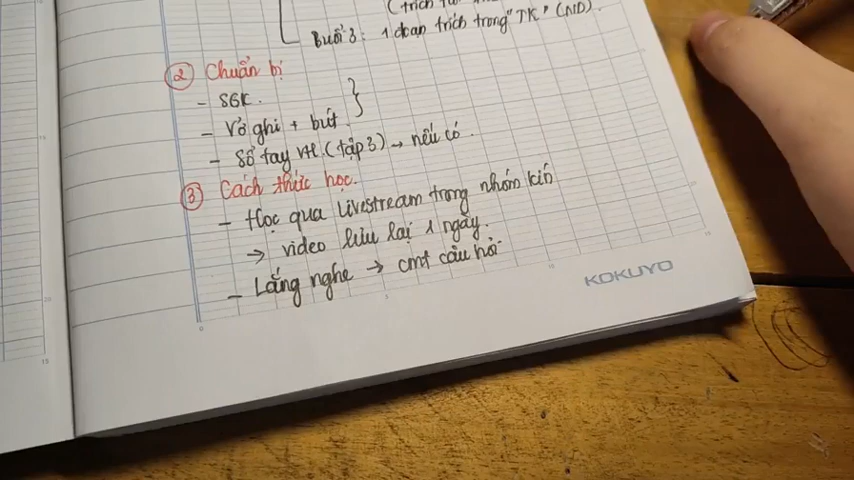 (trích
Buổi 3: 1 đoạn trích trong "TK" (ND).
② Chuẩn bị
- SGK.
- Vở ghi + bút.
- Sổ tay VH (tập 3) → nếu có.
③ Cách thức học.
- Học qua livestream trong nhóm kín
→ video lưu lại 1 ngày.
- Lắng nghe → cmt câu hỏi
KOKUYO